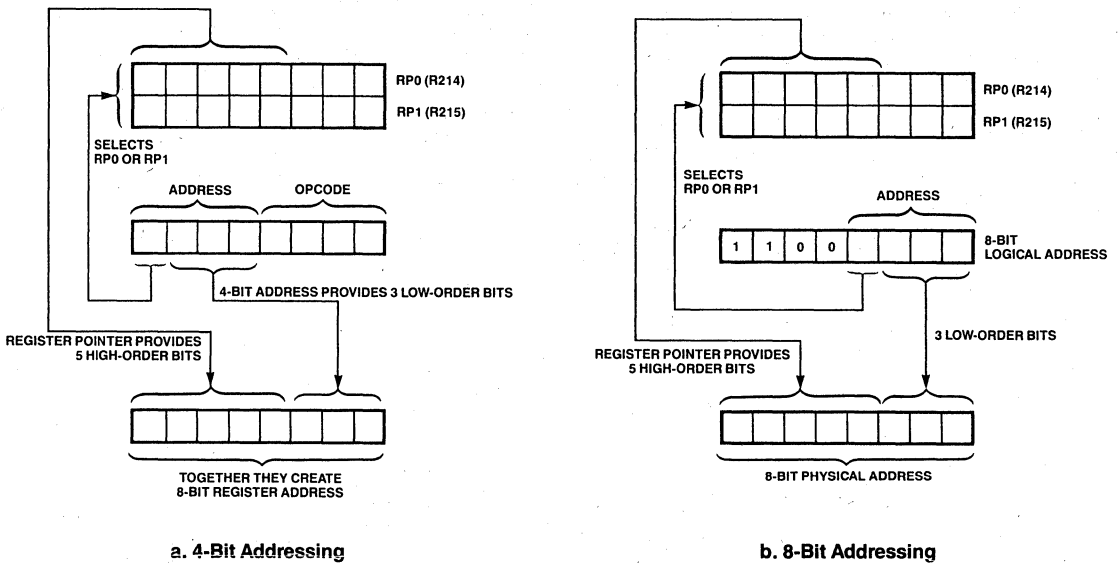 RP0 (R214)
RP1 (R215)
SELECTS
RP0 OR RP1
ADDRESS
OPCODE
4-BIT ADDRESS PROVIDES 3 LOW-ORDER BITS
REGISTER POINTER PROVIDES
5 HIGH-ORDER BITS
TOGETHER THEY CREATE
8-BIT REGISTER ADDRESS
a. 4-Bit Addressing
RP0 (R214)
RP1 (R215)
SELECTS
RP0 OR RP1
ADDRESS
1 1 0 0
8-BIT
LOGICAL ADDRESS
3 LOW-ORDER BITS
REGISTER POINTER PROVIDES
5 HIGH-ORDER BITS
8-BIT PHYSICAL ADDRESS
b. 8-Bit Addressing